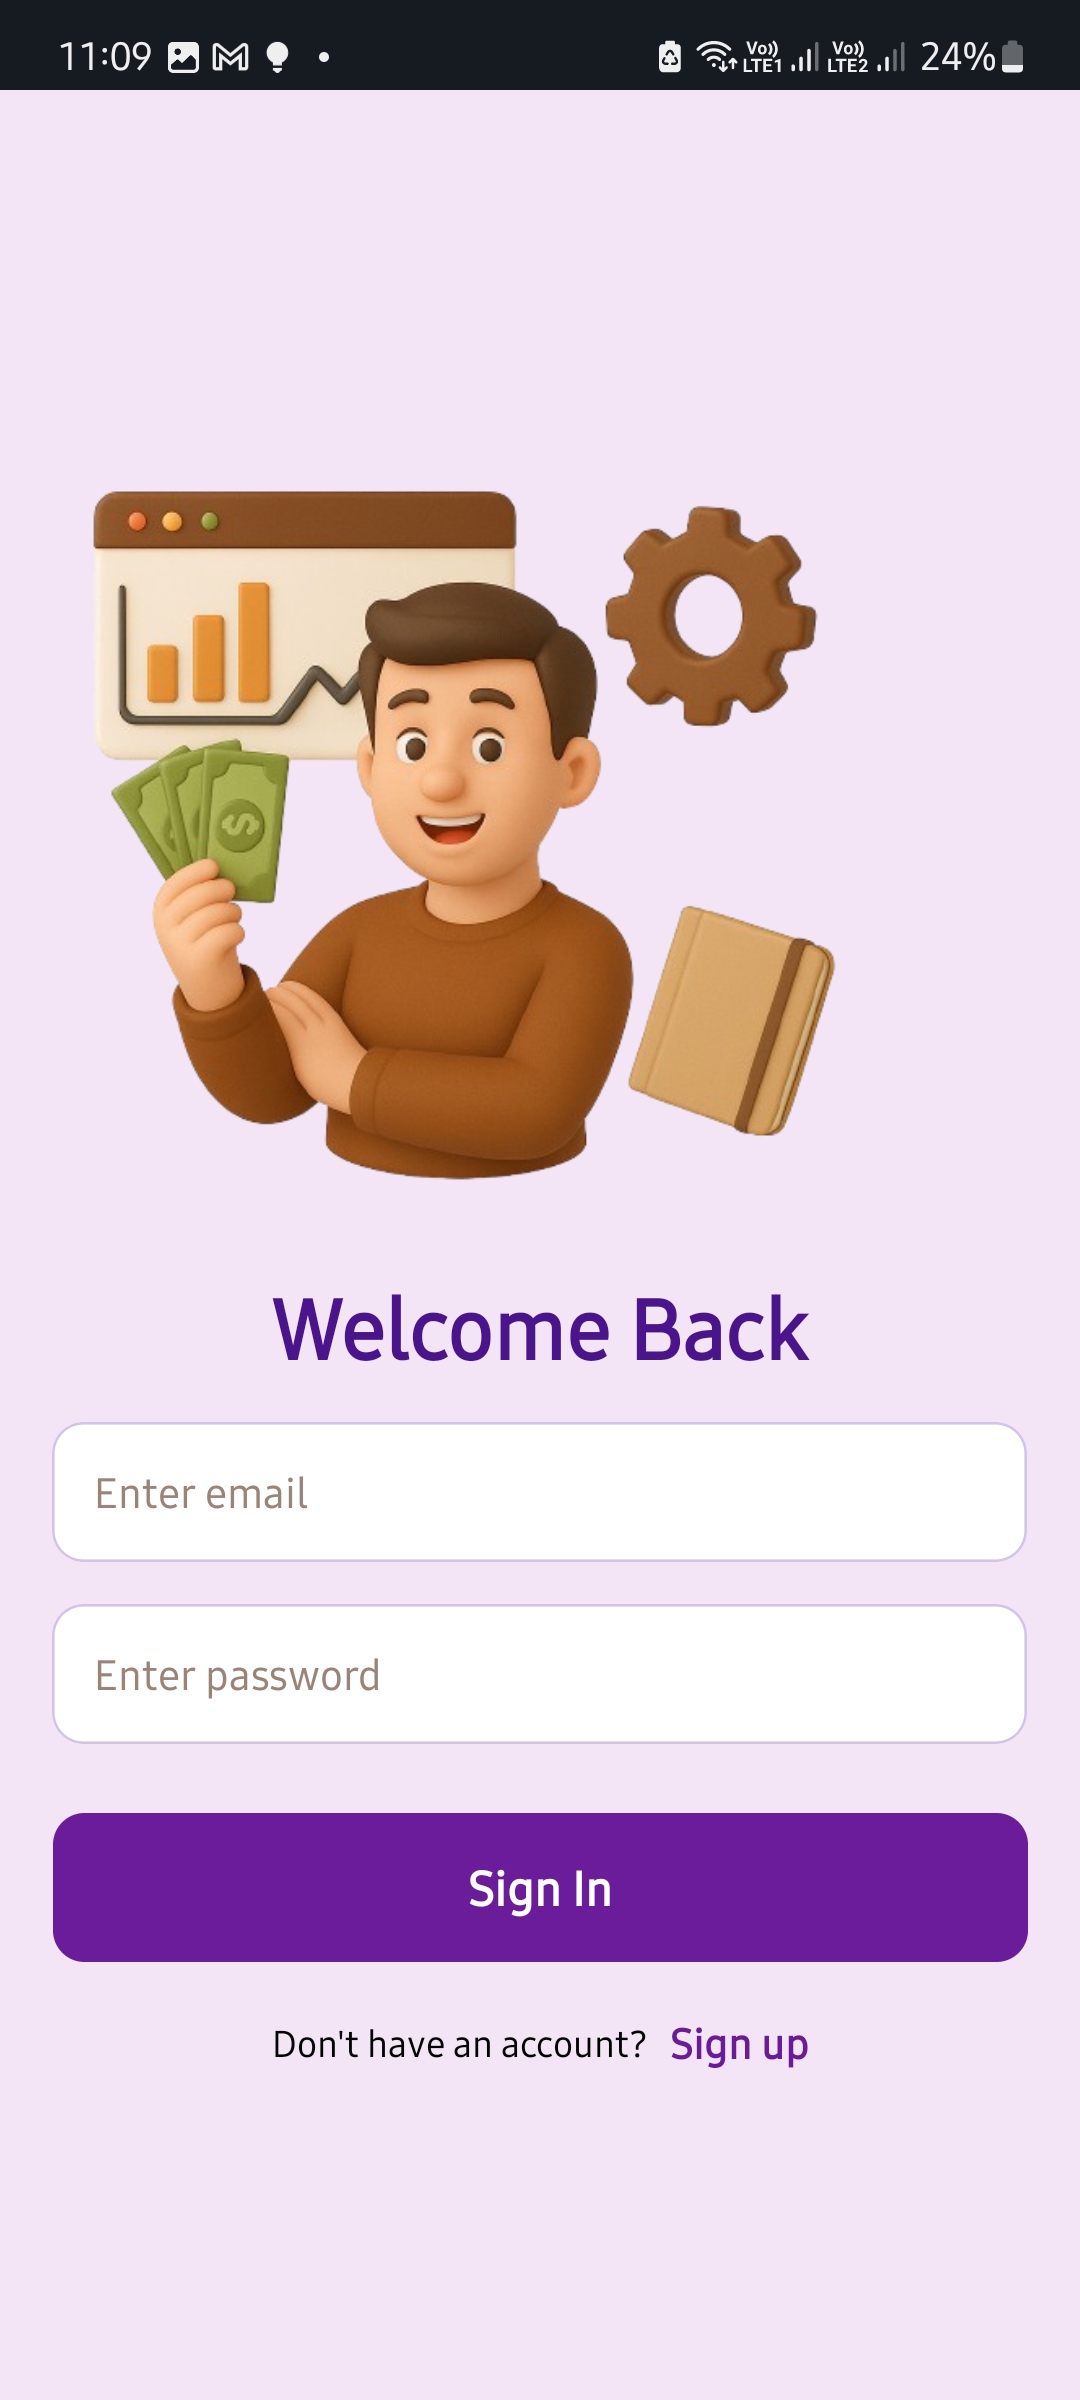 11:09 Vo)) LTE1 Vo)) LTE2 24%
$
Welcome Back
Enter email
Enter password
Sign In
Don't have an account? Sign up